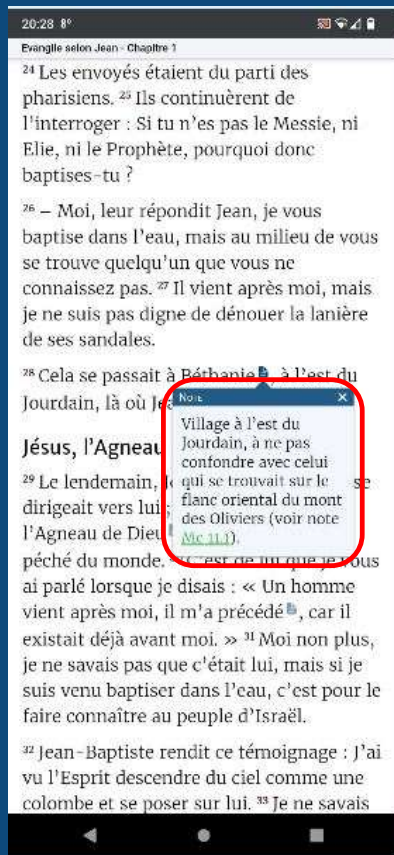 20:28 8°
Evangile selon Jean - Chapitre 1
24 Les envoyés étaient du parti des
pharisiens. 25 Ils continuèrent de
l'interroger : Si tu n'es pas le Messie, ni
Elie, ni le Prophète, pourquoi donc
baptises-tu ?
26 – Moi, leur répondit Jean, je vous
baptise dans l'eau, mais au milieu de vous
se trouve quelqu'un que vous ne
connaissez pas. 27 Il vient après moi, mais
je ne suis pas digne de dénouer la lanière
de ses sandales.
28 Cela se passait à Béthanie, à l'est du
Jourdain, là où
Note
Village à l'est du
Jourdain, à ne pas
confondre avec celui
qui se trouvait sur le
flanc oriental du mont
des Oliviers (voir note
Mc 11.1).
Jésus, l'Agneau
29 Le lendemain, se
dirigeait vers lui ;
l'Agneau de Dieu
péché du monde. que je vous
ai parlé lorsque je disais : « Un homme
vient après moi, il m'a précédé, car il
existait déjà avant moi. » 31 Moi non plus,
je ne savais pas que c'était lui, mais si je
suis venu baptiser dans l'eau, c'est pour le
faire connaître au peuple d'Israël.
32 Jean-Baptiste rendit ce témoignage : J'ai
vu l'Esprit descendre du ciel comme une
colombe et se poser sur lui. 33 Je ne savais